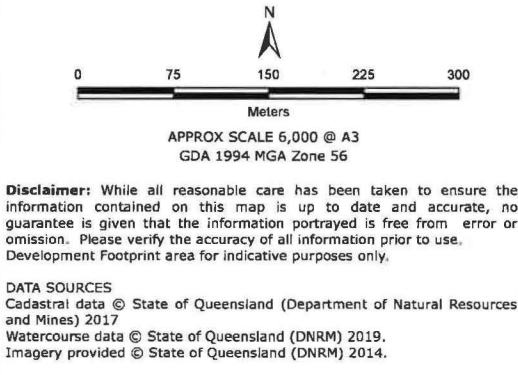 N
0 75 150 225 300
Meters
APPROX SCALE 6,000 @ A3
GDA 1994 MGA Zone 56
Disclaimer: While all reasonable care has been taken to ensure the
information contained on this map is up to date and accurate, no
guarantee is given that the information portrayed is free from error or
omission. Please verify the accuracy of all information prior to use.
Development Footprint area for indicative purposes only.
DATA SOURCES
Cadastral data © State of Queensland (Department of Natural Resources
and Mines) 2017
Watercourse data © State of Queensland (DNRM) 2019.
Imagery provided © State of Queensland (DNRM) 2014.